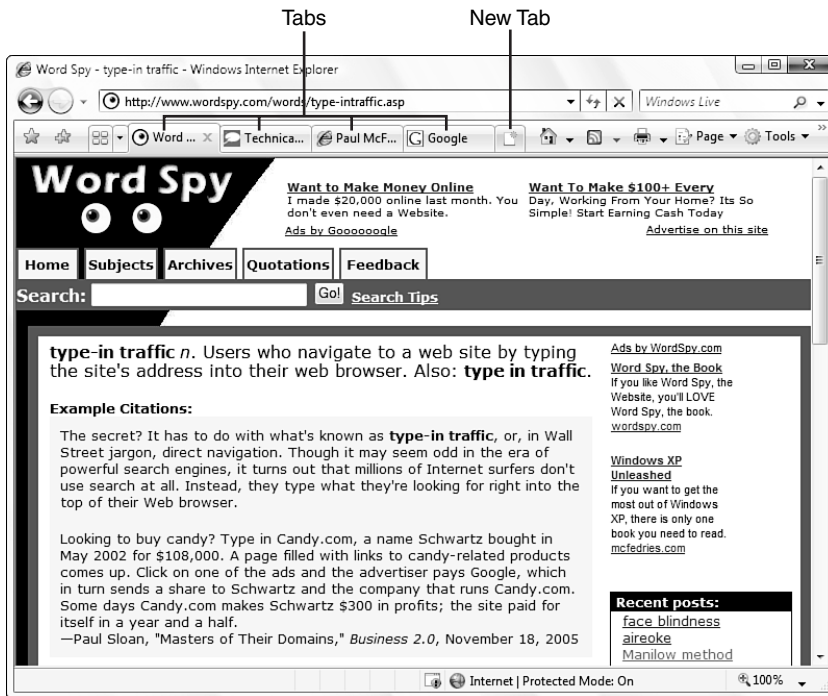 Tabs
New Tab
Word Spy - type-in traffic - Windows Internet Explorer
http://www.wordspy.com/words/type-intraffic.asp
Windows Live
Word ...
Technica...
Paul McF...
Google
Page
Tools
Word Spy
Want to Make Money Online
I made $20,000 online last month. You
don't even need a Website.
Ads by Goooooogle
Want To Make $100+ Every
Day, Working From Your Home? Its So
Simple! Start Earning Cash Today
Advertise on this site
Home
Subjects
Archives
Quotations
Feedback
Search:
Go!
Search Tips
type-in traffic n. Users who navigate to a web site by typing
the site's address into their web browser. Also: type in traffic.
Example Citations:
The secret? It has to do with what's known as type-in traffic, or, in Wall
Street jargon, direct navigation. Though it may seem odd in the era of
powerful search engines, it turns out that millions of Internet surfers don't
use search at all. Instead, they type what they're looking for right into the
top of their Web browser.
Looking to buy candy? Type in Candy.com, a name Schwartz bought in
May 2002 for $108,000. A page filled with links to candy-related products
comes up. Click on one of the ads and the advertiser pays Google, which
in turn sends a share to Schwartz and the company that runs Candy.com.
Some days Candy.com makes Schwartz $300 in profits; the site paid for
itself in a year and a half.
—Paul Sloan, "Masters of Their Domains," Business 2.0, November 18, 2005
Ads by WordSpy.com
Word Spy, the Book
If you like Word Spy, the
Website, you'll LOVE
Word Spy, the book.
wordspy.com
Windows XP
Unleashed
If you want to get the
most out of Windows
XP, there is only one
book you need to read.
mcfedries.com
Recent posts:
face blindness
aireoke
Manilow method
Internet | Protected Mode: On
100%